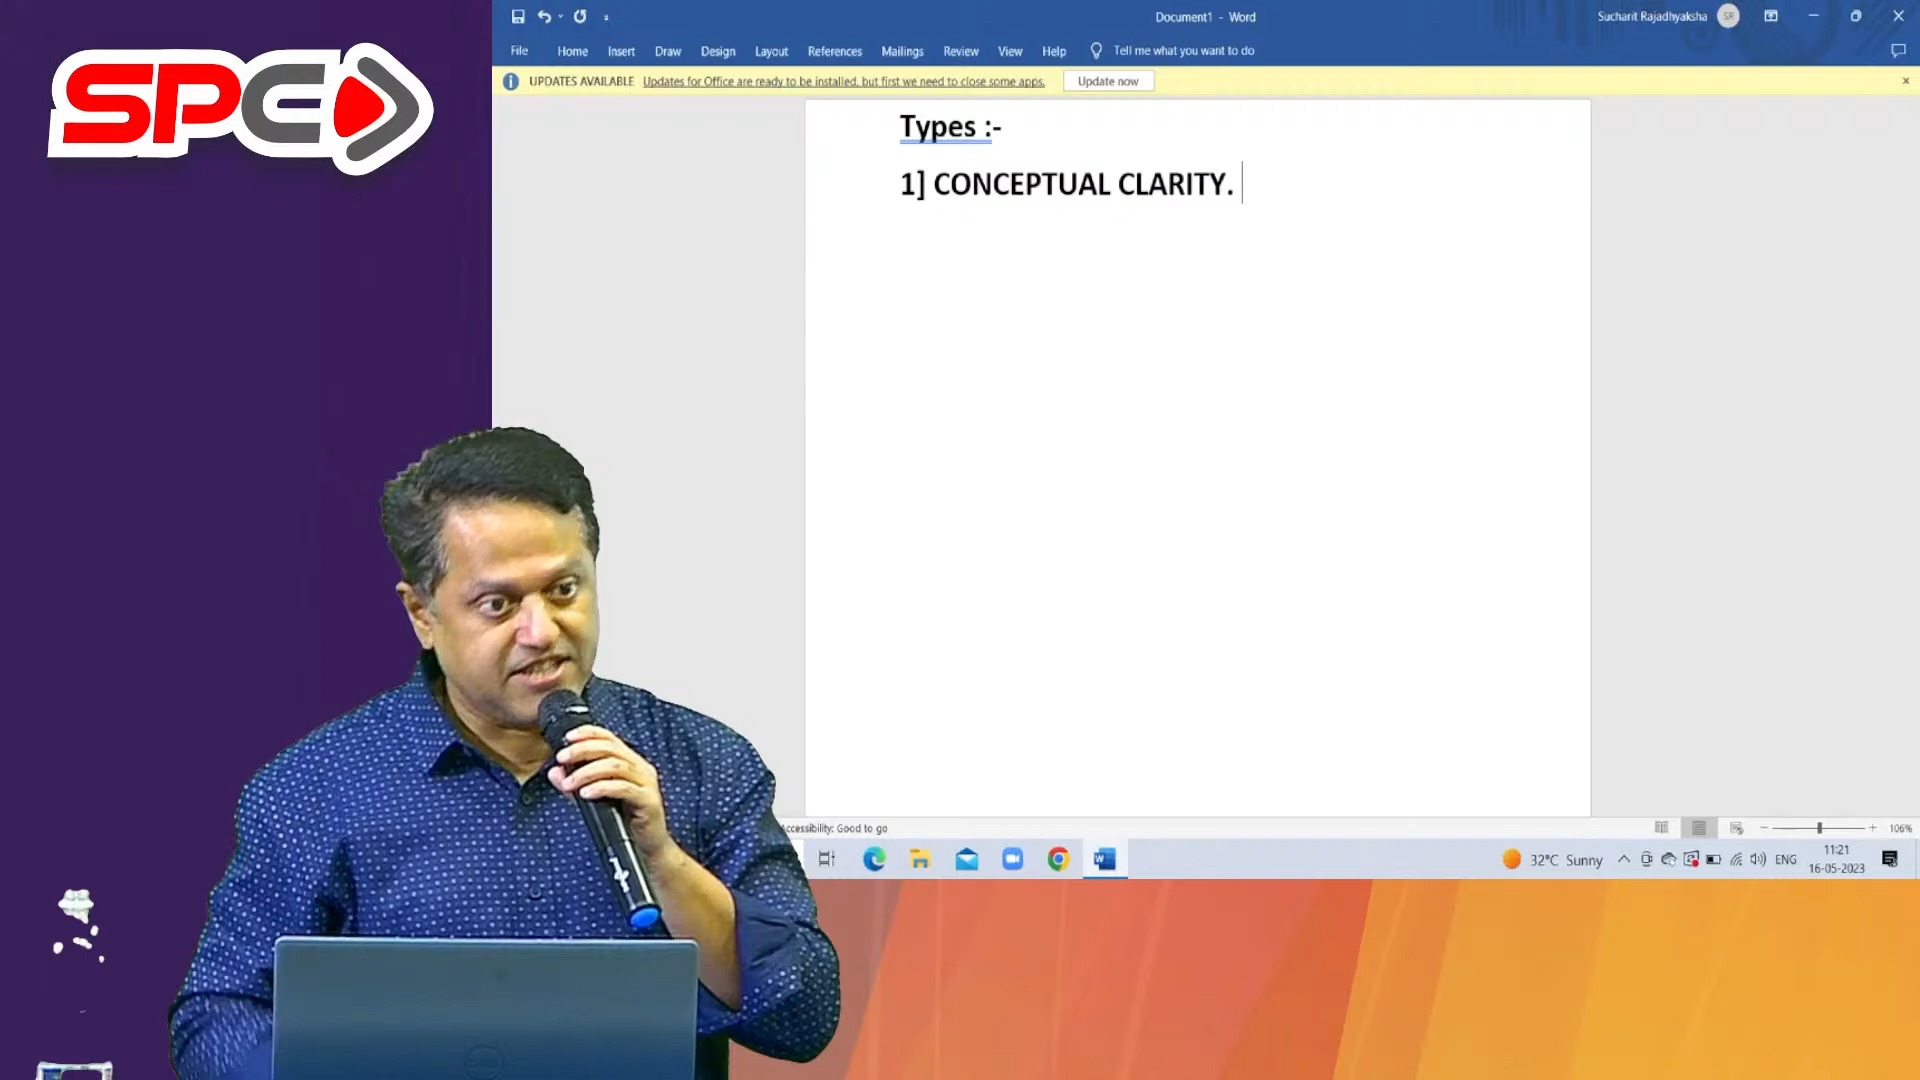 SPE
Document1 - Word
Sucharit Rajadhyaksha SR
File Home Insert Draw Design Layout References Mailings Review View Help Tell me what you want to do
UPDATES AVAILABLE Updates for Office are ready to be installed, but first we need to close some apps. Update now
Types :-
1] CONCEPTUAL CLARITY.
Accessibility: Good to go
106%
32°C Sunny ENG 11:21
16-05-2023